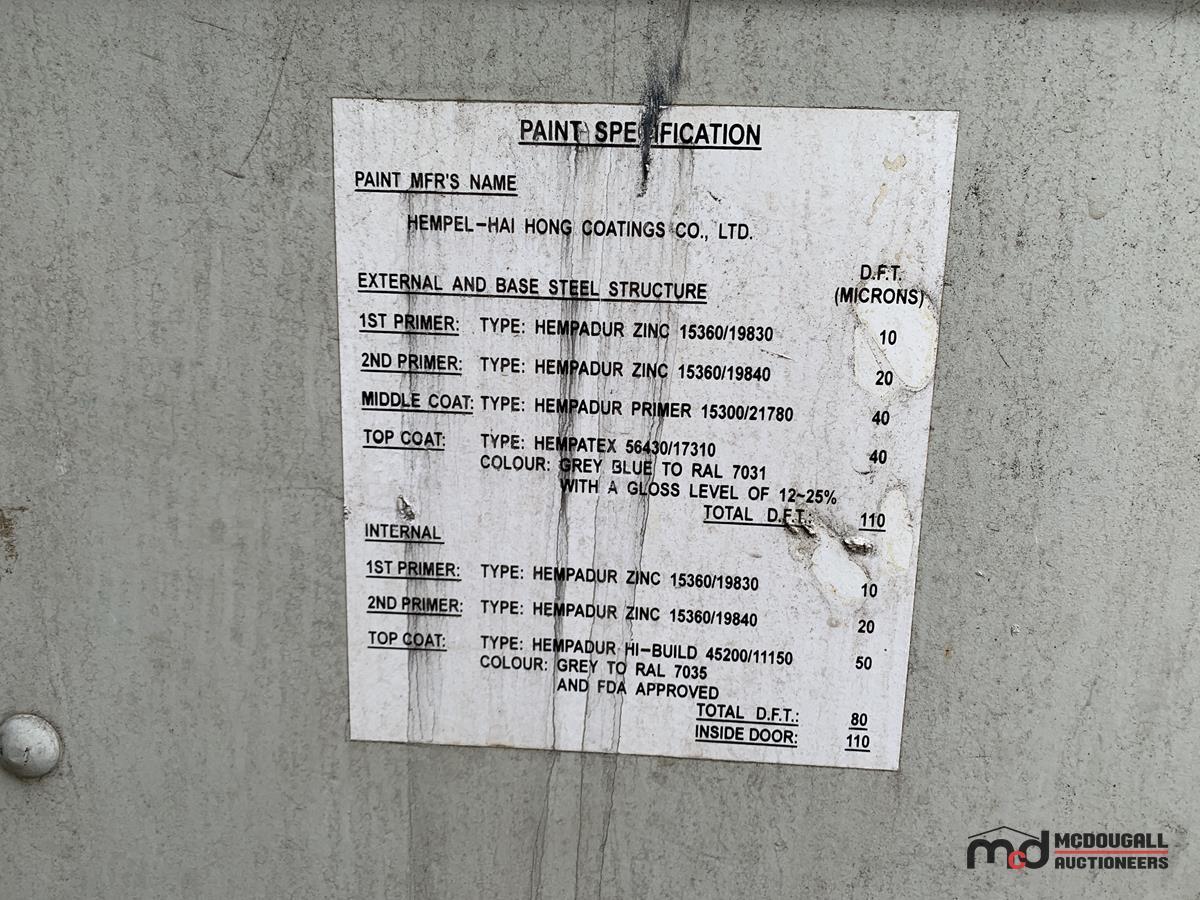 PAINT SPECIFICATION
PAINT MFR'S NAME
HEMPEL-HAI HONG COATINGS CO., LTD.
D.F.T.
EXTERNAL AND BASE STEEL STRUCTURE (MICRONS)
1ST PRIMER: TYPE: HEMPADUR ZINC 15360/19830 10
2ND PRIMER: TYPE: HEMPADUR ZINC 15360/19840 20
MIDDLE COAT: TYPE: HEMPADUR PRIMER 15300/21780 40
TOP COAT: TYPE: HEMPATEX 56430/17310 40
COLOUR: GREY BLUE TO RAL 7031
WITH A GLOSS LEVEL OF 12~25%
TOTAL D.F.T.: 110
INTERNAL
1ST PRIMER: TYPE: HEMPADUR ZINC 15360/19830 10
2ND PRIMER: TYPE: HEMPADUR ZINC 15360/19840 20
TOP COAT: TYPE: HEMPADUR HI-BUILD 45200/11150 50
COLOUR: GREY TO RAL 7035
AND FDA APPROVED
TOTAL D.F.T.: 80
INSIDE DOOR: 110
mcd MCDOUGALL
AUCTIONEERS